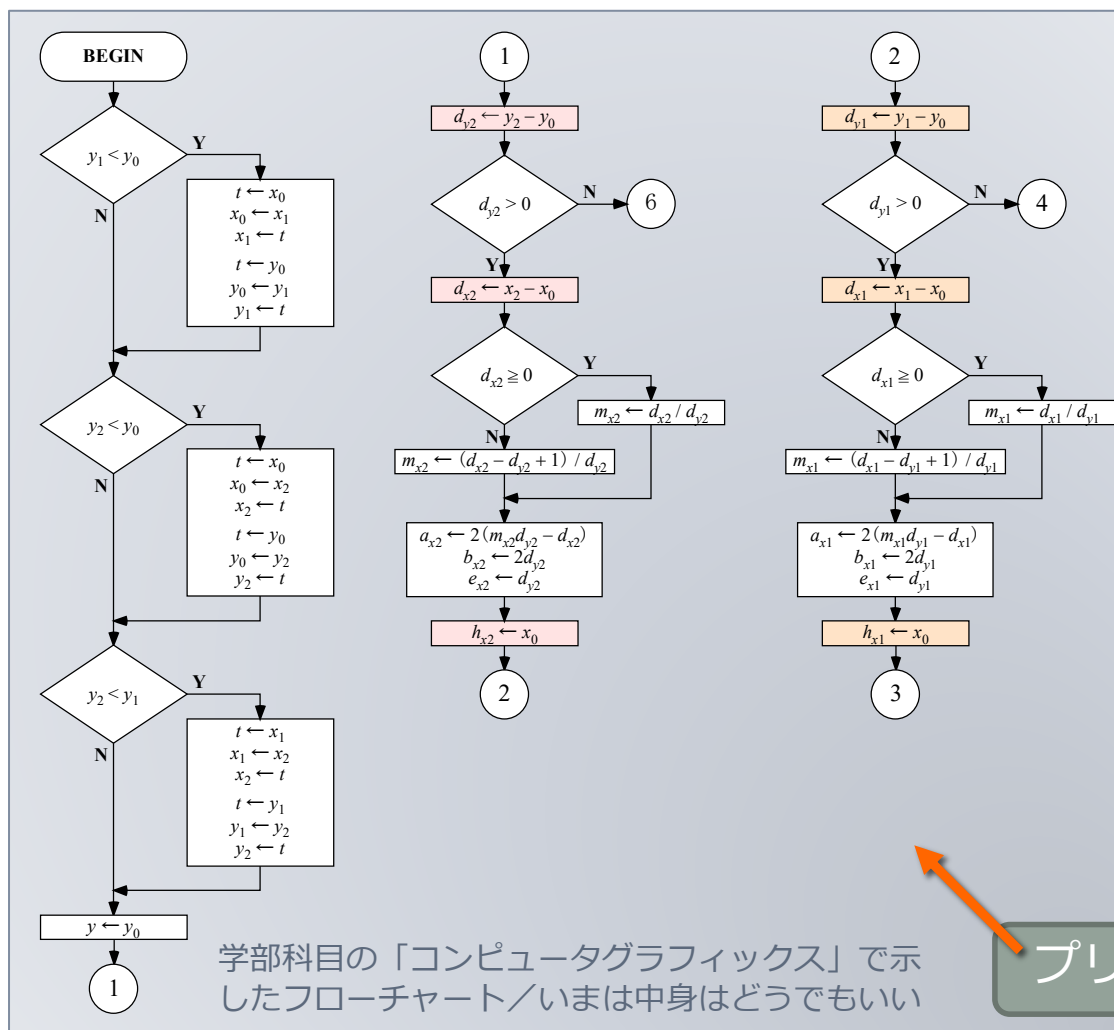 BEGIN
y₁ < y₀
Y
N
t ← x₀
x₀ ← x₁
x₁ ← t
t ← y₀
y₀ ← y₁
y₁ ← t
y₂ < y₀
Y
N
t ← x₀
x₀ ← x₂
x₂ ← t
t ← y₀
y₀ ← y₂
y₂ ← t
y₂ < y₁
Y
N
t ← x₁
x₁ ← x₂
x₂ ← t
t ← y₁
y₁ ← y₂
y₂ ← t
y ← y₀
1
1
d_y2 ← y₂ − y₀
d_y2 > 0
N
6
Y
d_x2 ← x₂ − x₀
d_x2 ≧ 0
Y
m_x2 ← d_x2 / d_y2
N
m_x2 ← (d_x2 − d_y2 + 1) / d_y2
a_x2 ← 2(m_x2d_y2 − d_x2)
b_x2 ← 2d_y2
e_x2 ← d_y2
h_x2 ← x₀
2
2
d_y1 ← y₁ − y₀
d_y1 > 0
N
4
Y
d_x1 ← x₁ − x₀
d_x1 ≧ 0
Y
m_x1 ← d_x1 / d_y1
N
m_x1 ← (d_x1 − d_y1 + 1) / d_y1
a_x1 ← 2(m_x1d_y1 − d_x1)
b_x1 ← 2d_y1
e_x1 ← d_y1
h_x1 ← x₀
3
学部科目の「コンピュータグラフィックス」で示
したフローチャート／いまは中身はどうでもいい
プリ